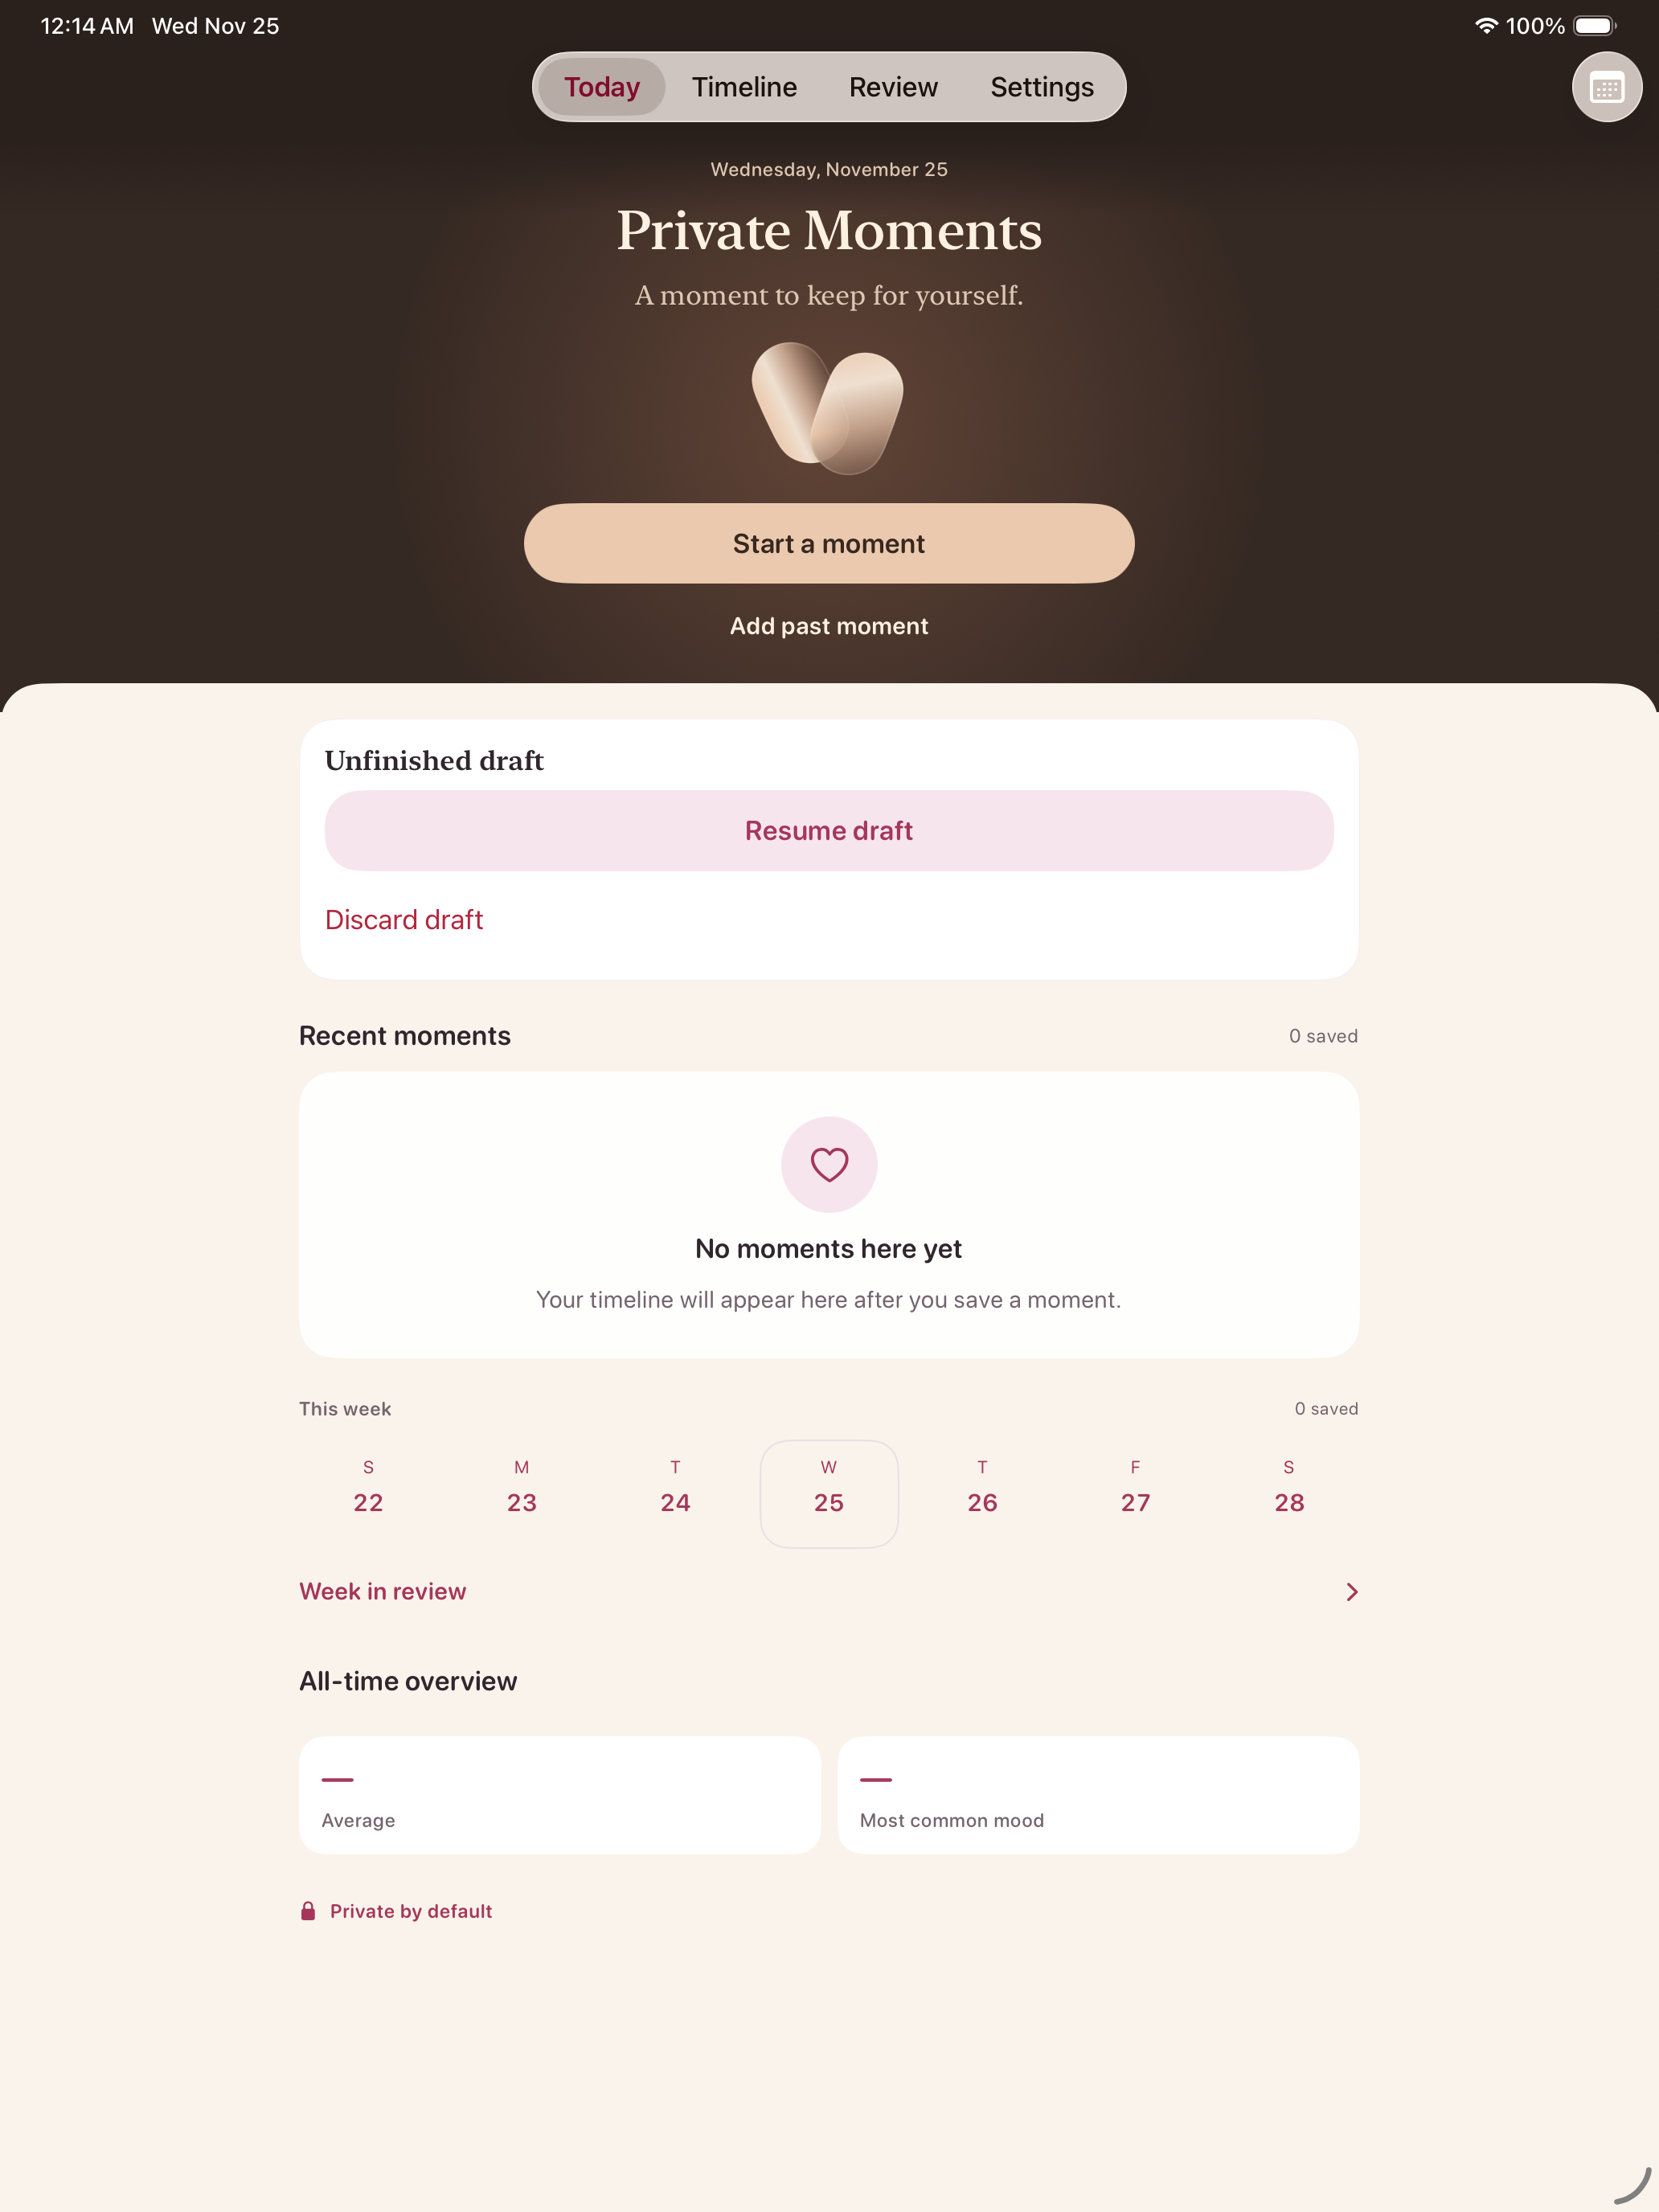 12:14 AM Wed Nov 25
100%
Today Timeline Review Settings
Wednesday, November 25
Private Moments
A moment to keep for yourself.
Start a moment
Add past moment
Unfinished draft
Resume draft
Discard draft
Recent moments
0 saved
No moments here yet
Your timeline will appear here after you save a moment.
This week
0 saved
S M T W T F S
22 23 24 25 26 27 28
Week in review
All-time overview
—
Average
—
Most common mood
Private by default